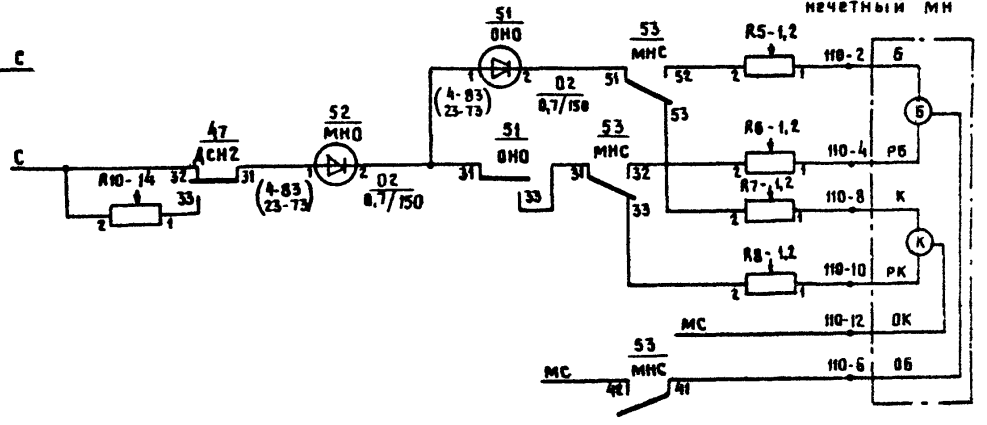 нечетный мн
С
51
ОНО
1
2
(4-83
23-73)
02
0,7/150
53
МНС
51
52
53
R5-1,2
2
1
110-2
Б
Б
С
R10-14
2
1
47
ДСН2
32
31
33
(4-83
23-73)
52
МНО
1
2
02
0,7/150
51
ОНО
31
33
53
МНС
31
32
33
R6-1,2
2
1
110-4
РБ
R7-1,2
2
1
110-8
К
К
R8-1,2
2
1
110-10
РК
МС
110-12
ОК
МС
53
МНС
42
41
110-6
ОБ